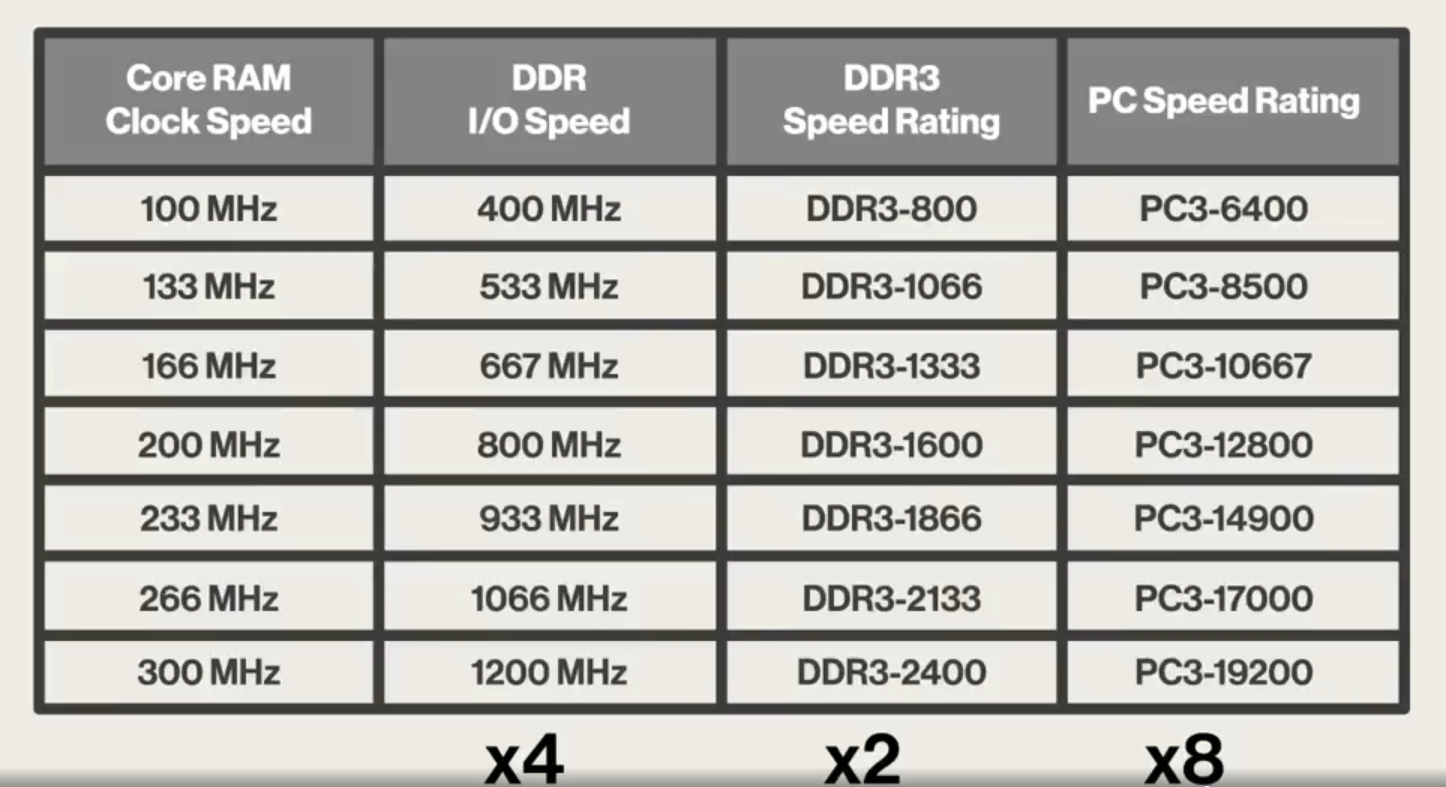 Core RAM
Clock Speed
DDR
I/O Speed
DDR3
Speed Rating
PC Speed Rating
100 MHz
400 MHz
DDR3-800
PC3-6400
133 MHz
533 MHz
DDR3-1066
PC3-8500
166 MHz
667 MHz
DDR3-1333
PC3-10667
200 MHz
800 MHz
DDR3-1600
PC3-12800
233 MHz
933 MHz
DDR3-1866
PC3-14900
266 MHz
1066 MHz
DDR3-2133
PC3-17000
300 MHz
1200 MHz
DDR3-2400
PC3-19200
x4
x2
x8